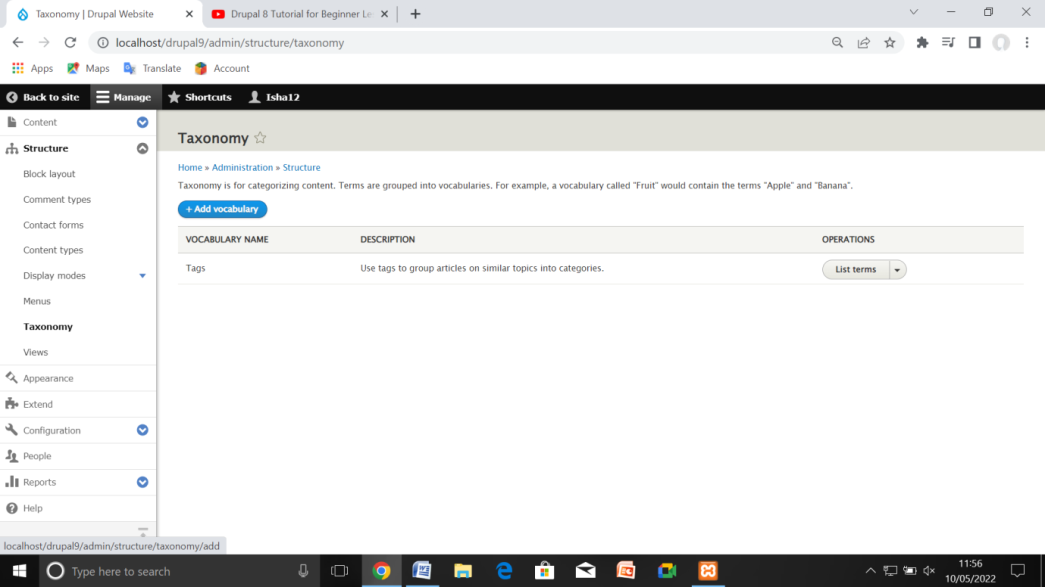 Taxonomy | Drupal Website
Drupal 8 Tutorial for Beginner Le
localhost/drupal9/admin/structure/taxonomy
Apps Maps Translate Account
Back to site Manage Shortcuts Isha12
Content
Structure
Block layout
Comment types
Contact forms
Content types
Display modes
Menus
Taxonomy
Views
Appearance
Extend
Configuration
People
Reports
Help
Taxonomy
Home » Administration » Structure
Taxonomy is for categorizing content. Terms are grouped into vocabularies. For example, a vocabulary called "Fruit" would contain the terms "Apple" and "Banana".
+ Add vocabulary
VOCABULARY NAME DESCRIPTION OPERATIONS
Tags Use tags to group articles on similar topics into categories. List terms
localhost/drupal9/admin/structure/taxonomy/add
Type here to search
11:56
10/05/2022